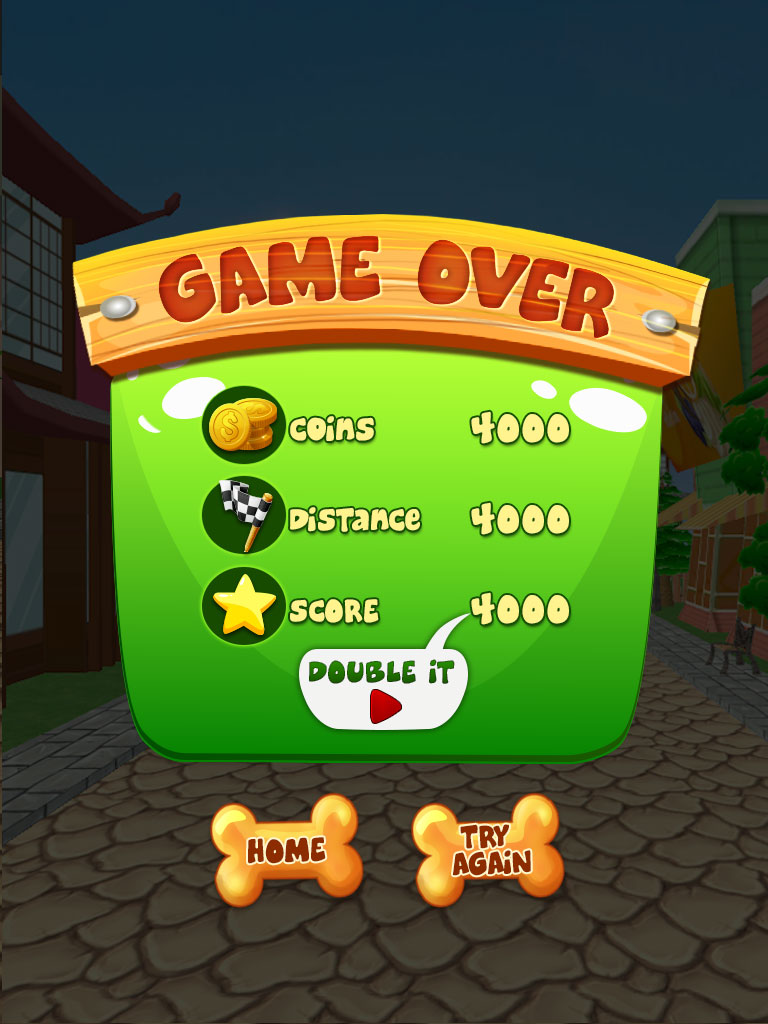 GAME OVER
COINS 4000
DISTANCE 4000
SCORE 4000
DOUBLE iT
HOME
TRY
AGAiN